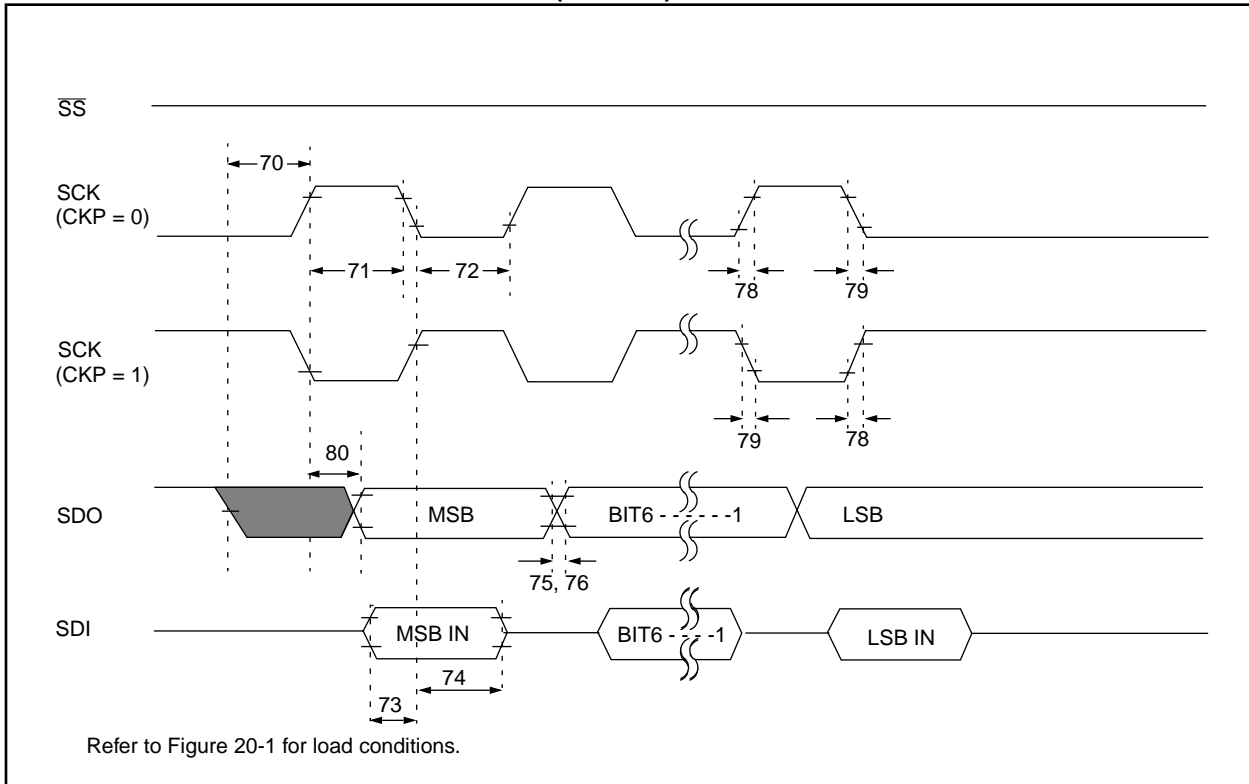 SS
70
SCK
(CKP = 0)
71
72
78
79
SCK
(CKP = 1)
79
78
80
SDO
MSB
BIT6 - - - - - -1
LSB
75, 76
SDI
MSB IN
BIT6 - - - - -1
LSB IN
74
73
Refer to Figure 20-1 for load conditions.